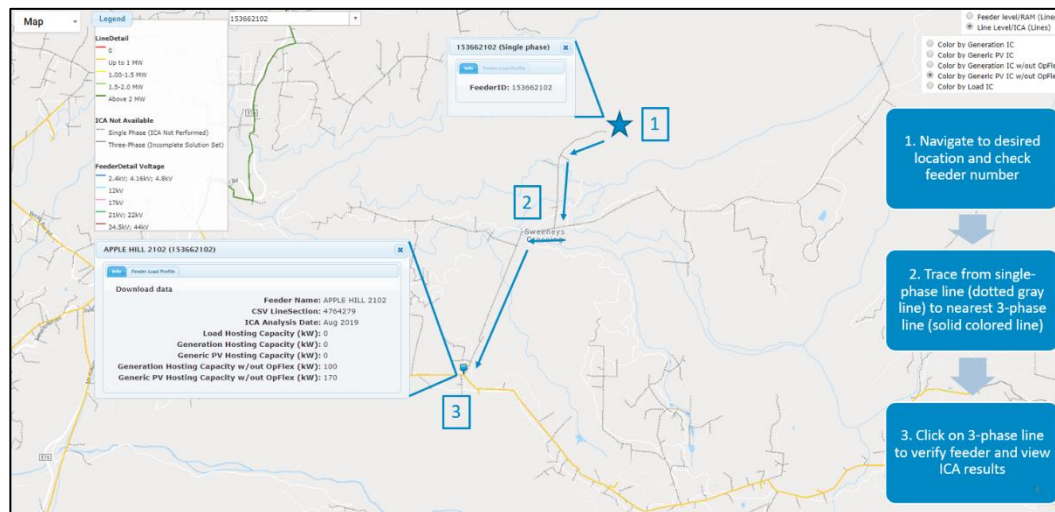 Map
Legend
153662102
LineDetail
0
Up to 1 MW
1.00-1.5 MW
1.5-2.0 MW
Above 2 MW
ICA Not Available
Single Phase (ICA Not Performed)
Three-Phase (Incomplete Solution Set)
FeederDetail Voltage
2.4kV; 4.16kV; 4.8kV
12kV
17kV
21kV; 22kV
34.5kV; 44kV
Feeder level/RAM (Line
Line Level/ICA (Lines)
Color by Generation IC
Color by Generic PV IC
Color by Generation IC w/out OpFlex
Color by Generic PV IC w/out OpFlex
Color by Load IC
153662102 (Single phase)
Info Feeder Load Profile
FeederID: 153662102
1
2
Sweeneys
Crossing
3
APPLE HILL 2102 (153662102)
Info Feeder Load Profile
Download data
Feeder Name: APPLE HILL 2102
CSV LineSection: 4764279
ICA Analysis Date: Aug 2019
Load Hosting Capacity (kW): 0
Generation Hosting Capacity (kW): 0
Generic PV Hosting Capacity (kW): 0
Generation Hosting Capacity w/out OpFlex (kW): 100
Generic PV Hosting Capacity w/out OpFlex (kW): 170
1. Navigate to desired
location and check
feeder number
2. Trace from single-
phase line (dotted gray
line) to nearest 3-phase
line (solid colored line)
3. Click on 3-phase line
to verify feeder and view
ICA results
E16
E16